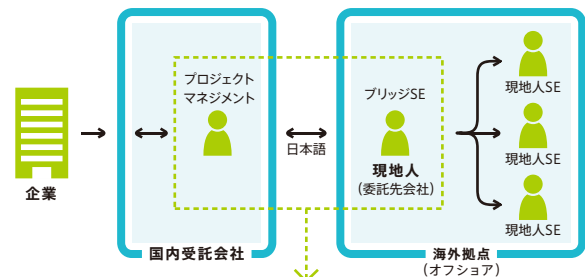 企業
プロジェクト
マネジメント
国内受託会社
日本語
ブリッジSE
現地人
(委託先会社)
現地人SE
現地人SE
現地人SE
海外拠点
(オフショア)